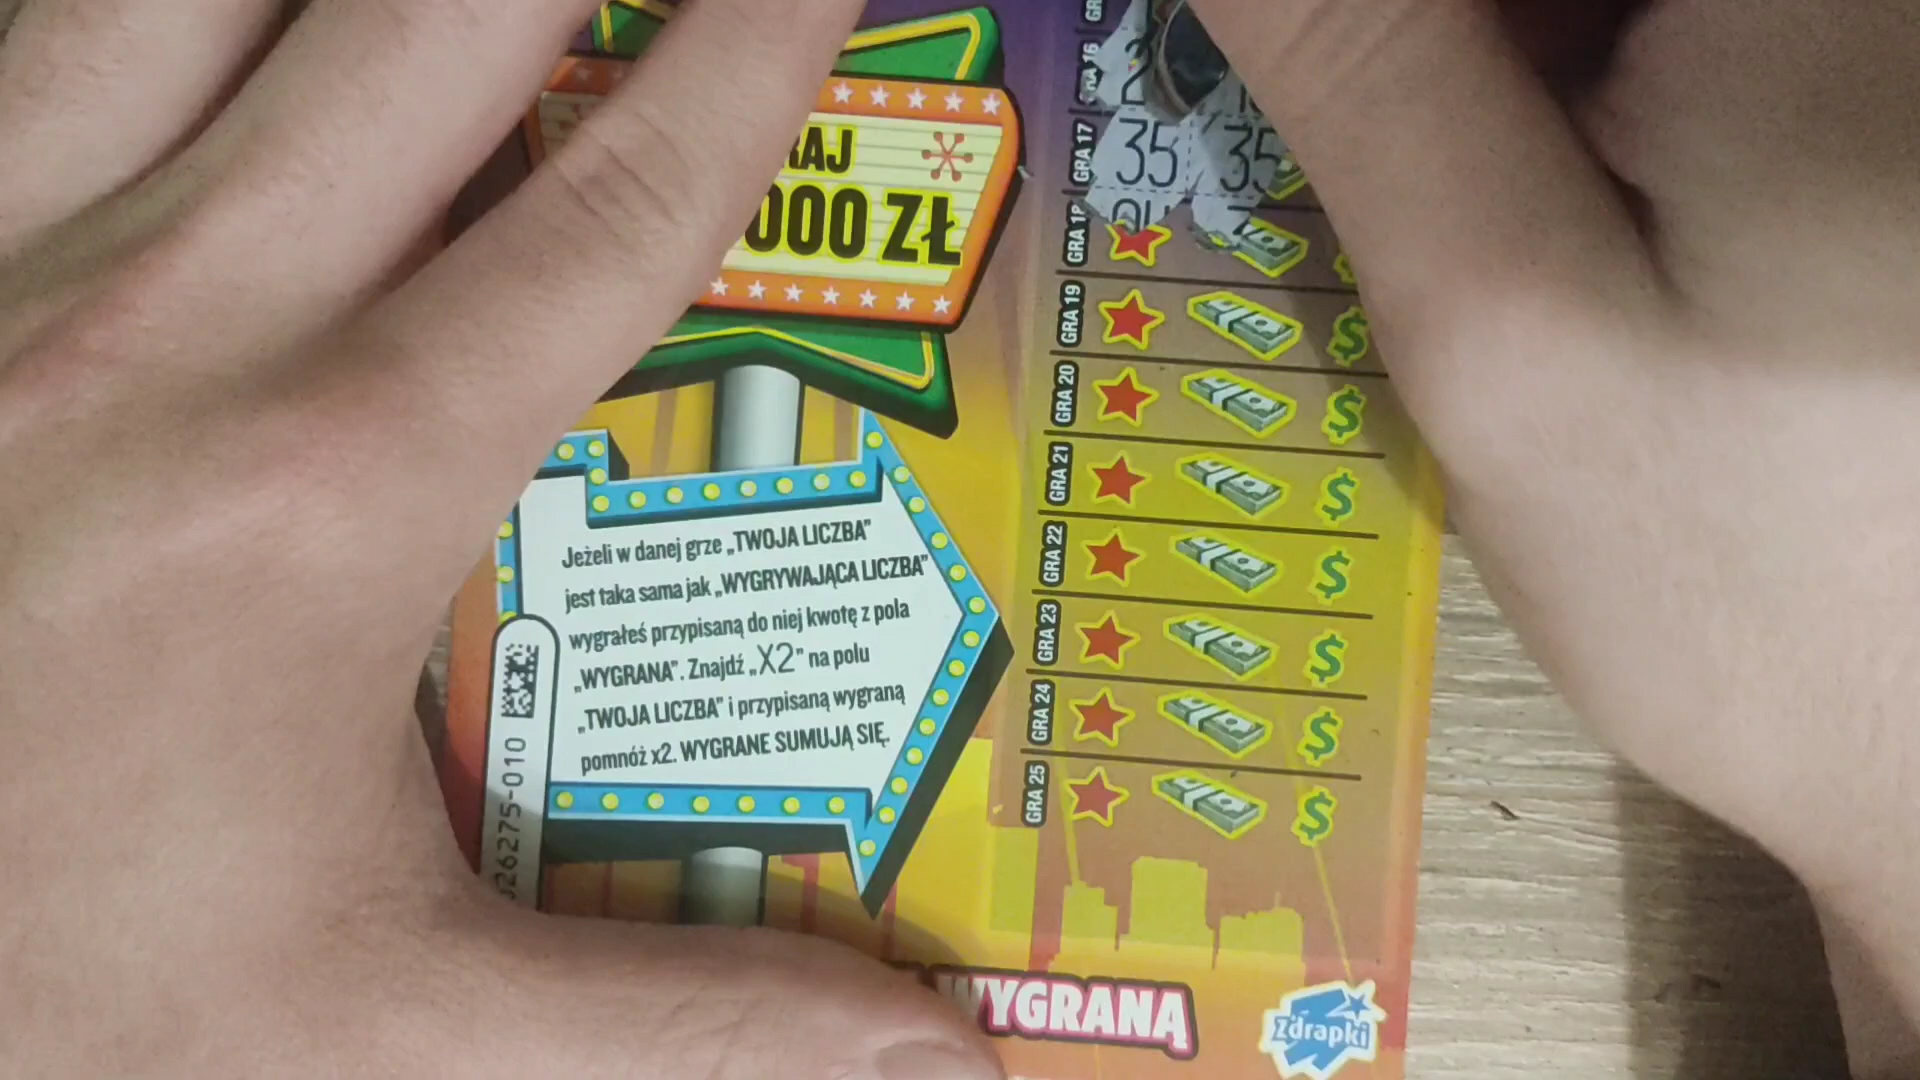 000 ZŁ
Jeżeli w danej grze „TWOJA LICZBA”
jest taka sama jak „WYGRYWAJĄCA LICZBA”
wygrałeś przypisaną do niej kwotę z pola
„WYGRANA”. Znajdź „X2” na polu
„TWOJA LICZBA” i przypisaną wygraną
pomnóż x2. WYGRANE SUMUJĄ SIĘ.
26275-010
GRA 16
GRA 17 35 35
GRA 18
GRA 19
GRA 20
GRA 21
GRA 22
GRA 23
GRA 24
GRA 25
WYGRANĄ
Zdrapki